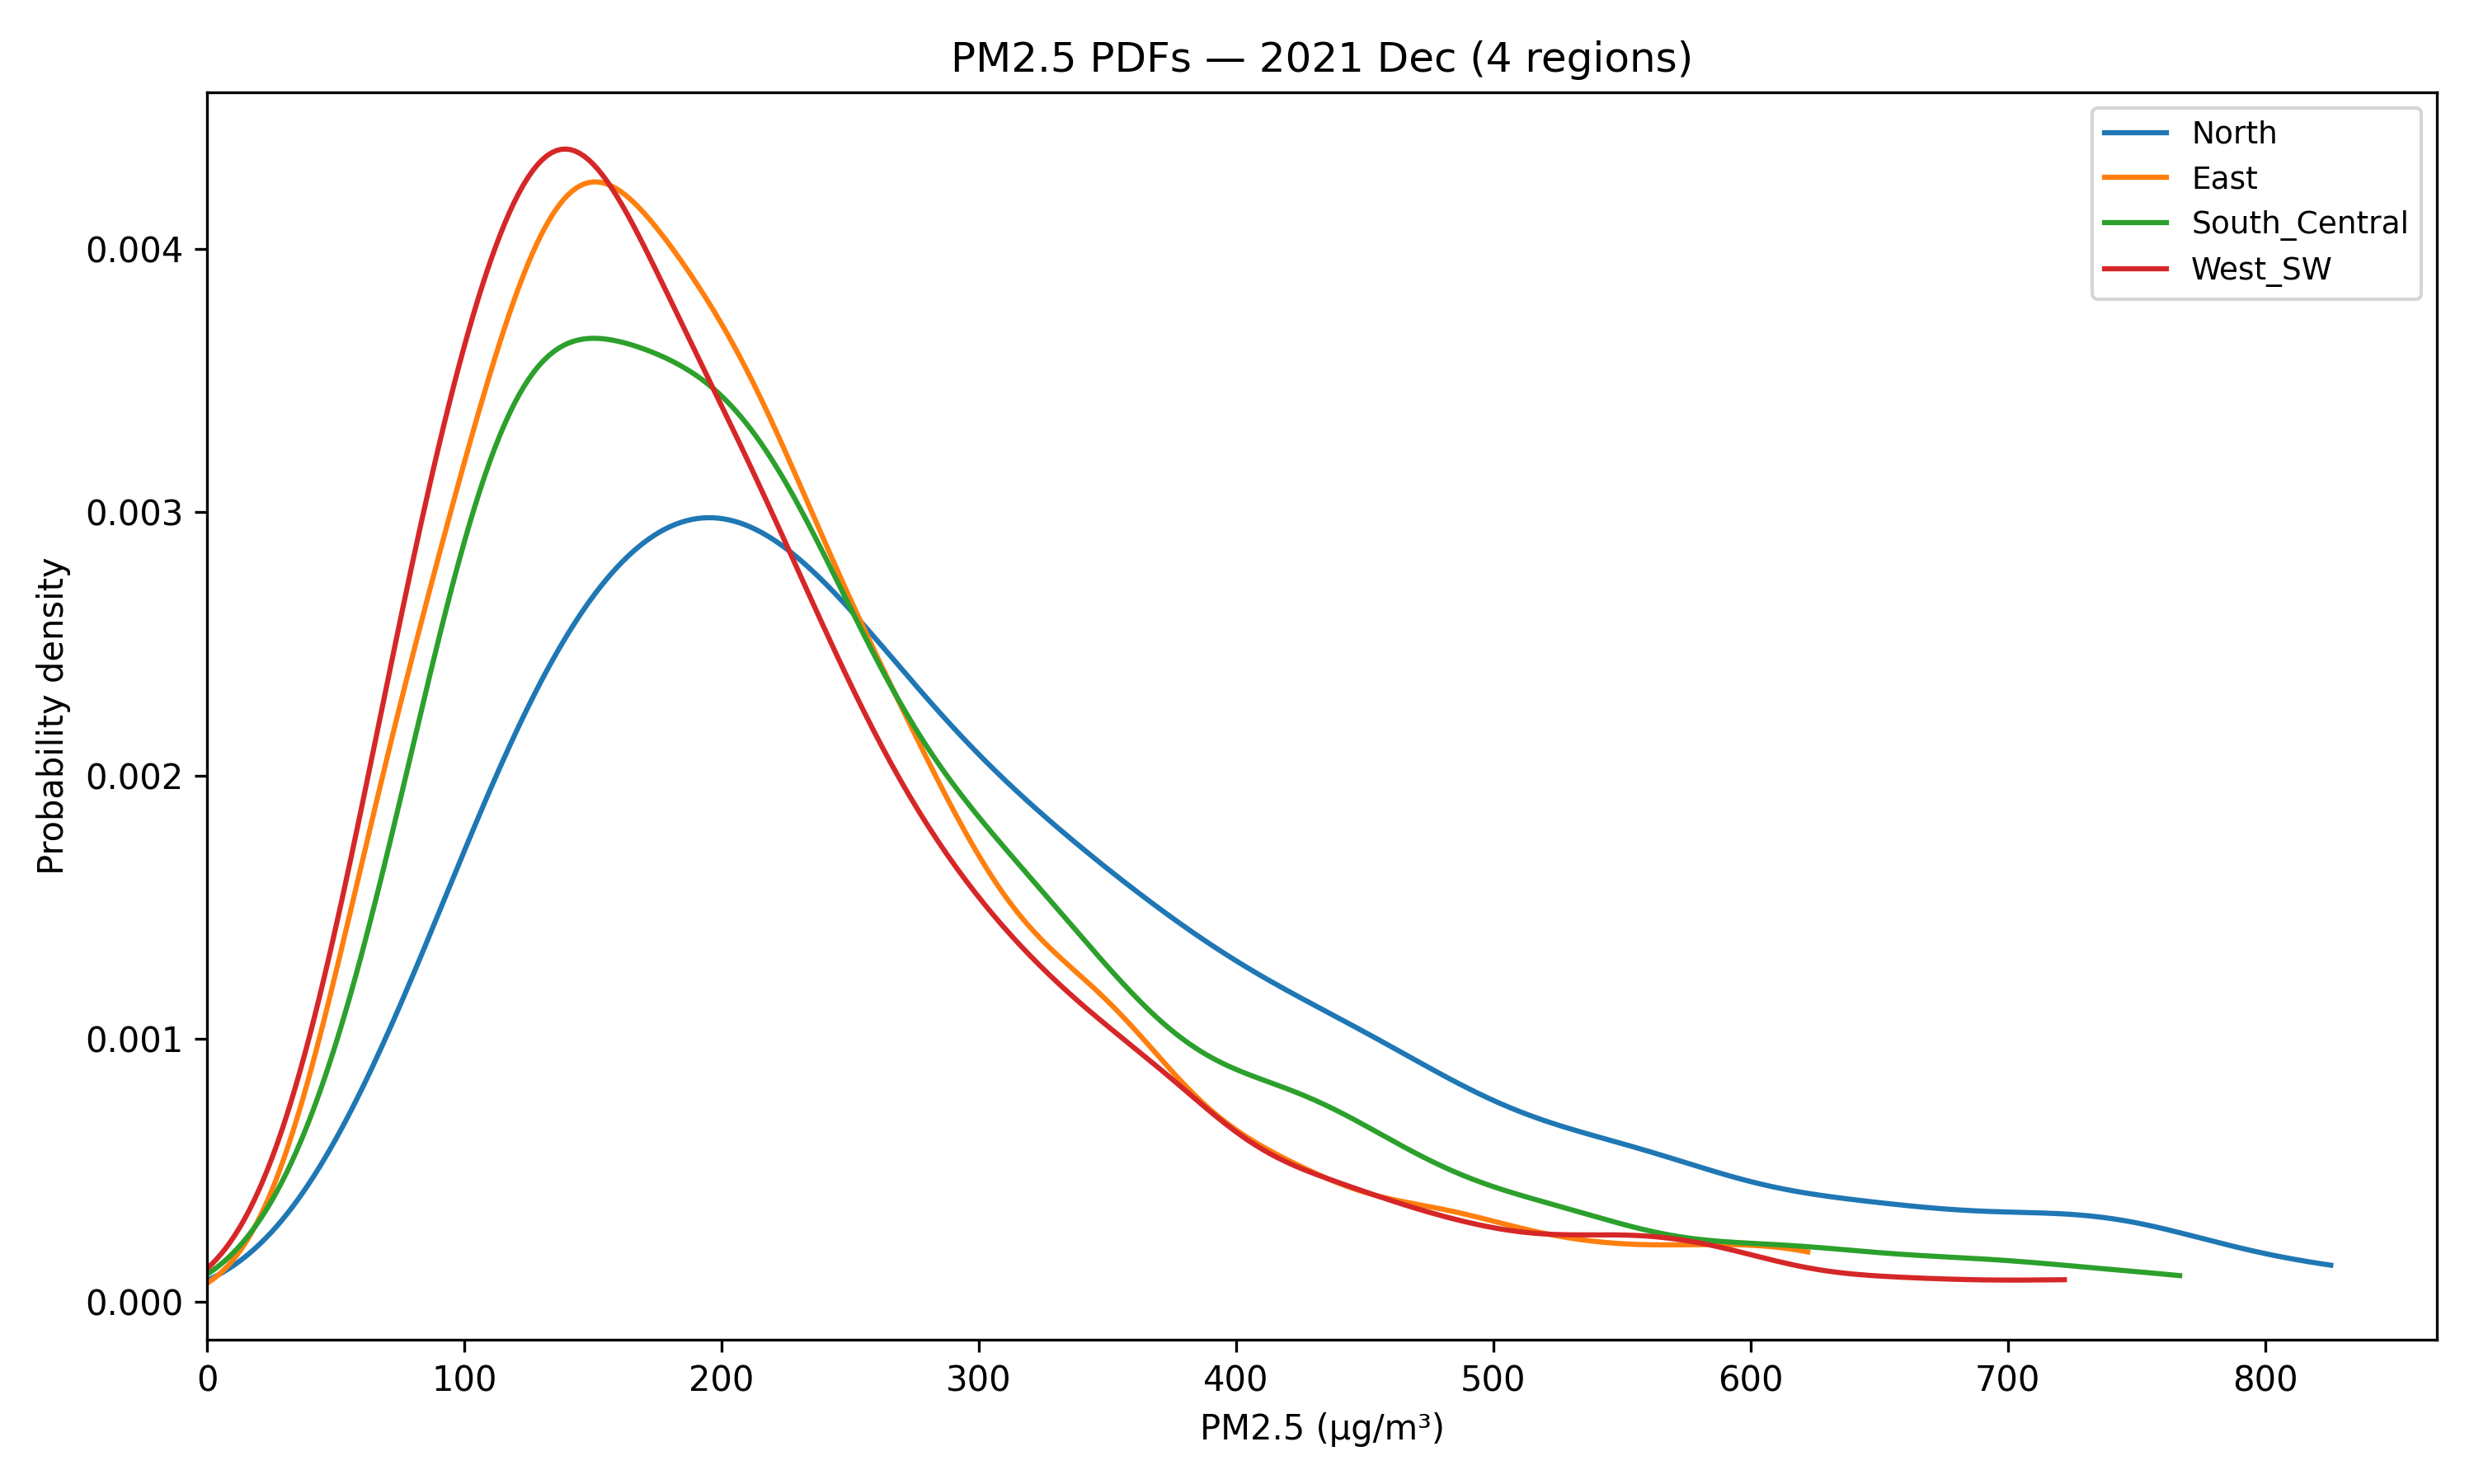 PM2.5 PDFs — 2021 Dec (4 regions)
North
East
South_Central
West_SW
Probability density
0.004
0.003
0.002
0.001
0.000
0 100 200 300 400 500 600 700 800
PM2.5 (µg/m³)